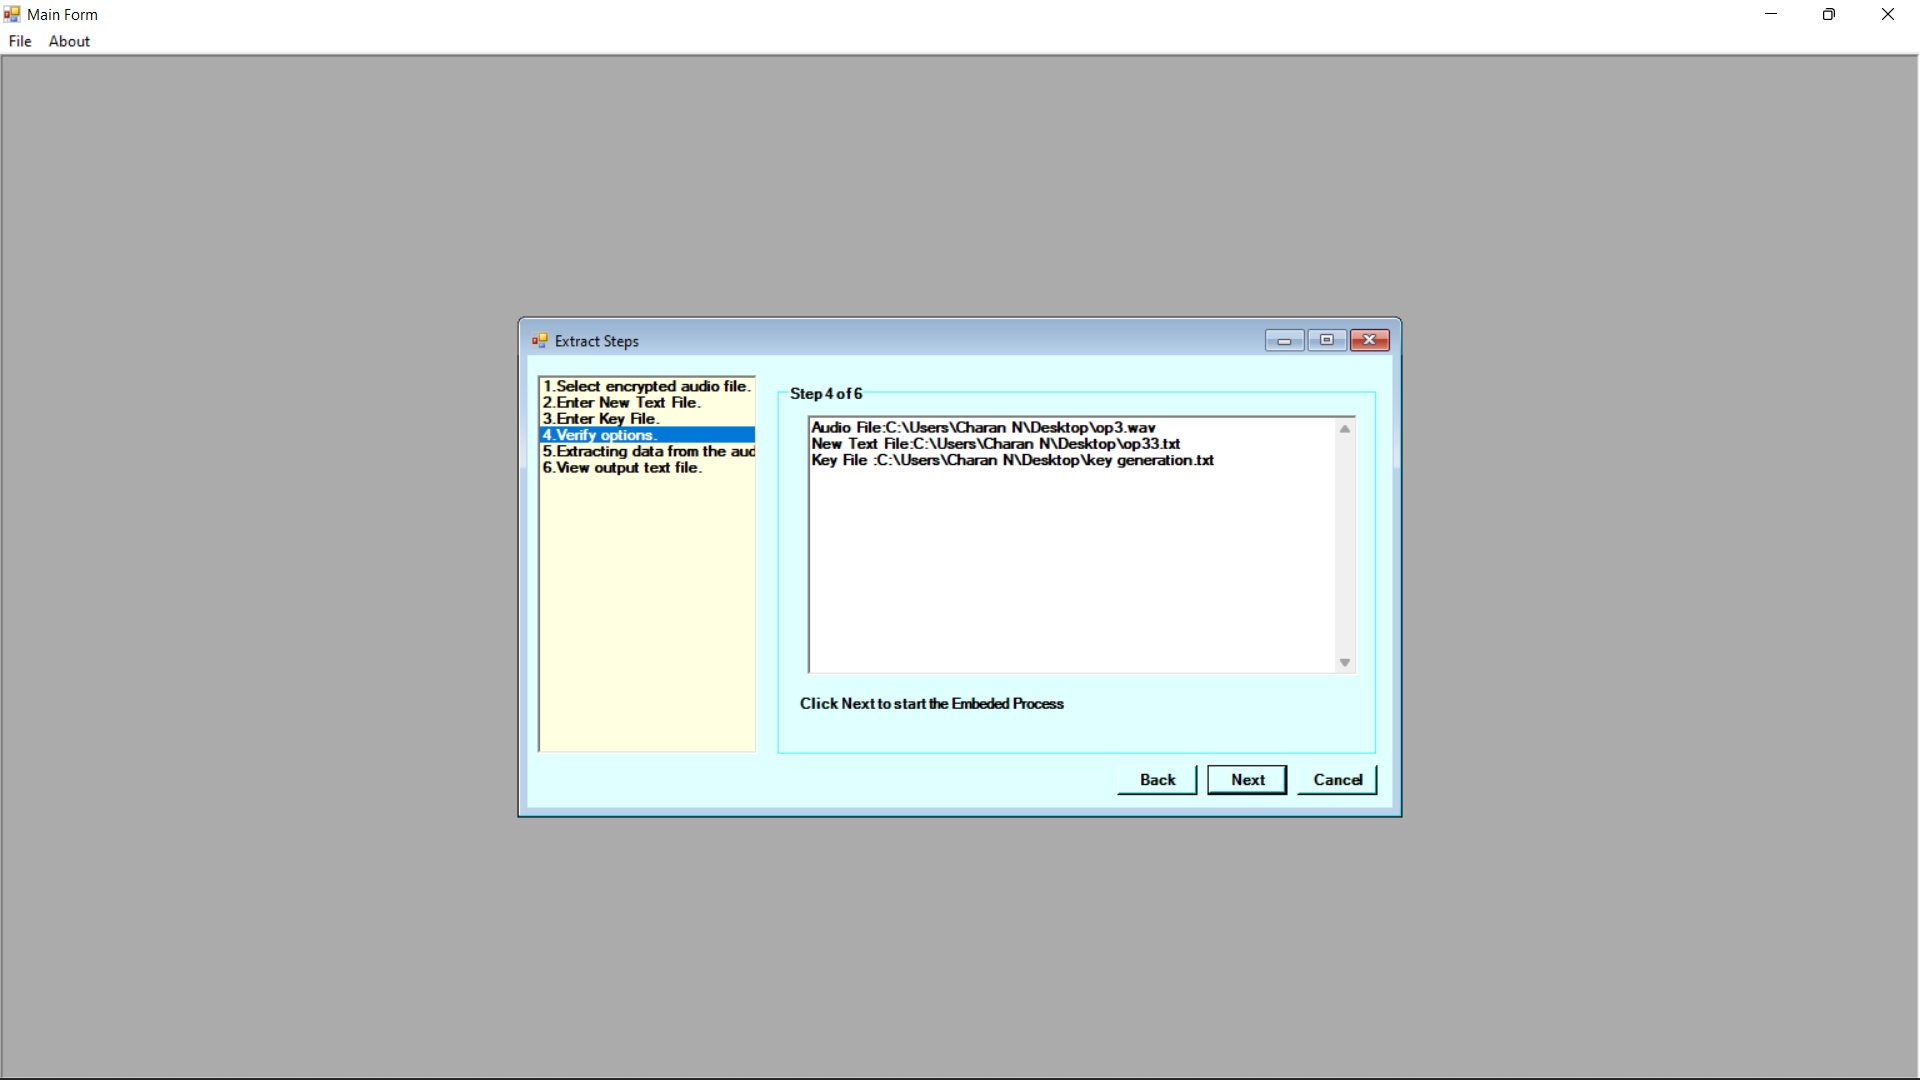 Main Form
File About
Extract Steps
1.Select encrypted audio file.
2.Enter New Text File.
3.Enter Key File.
4.Verify options.
5.Extracting data from the aud
6.View output text file.
Step 4 of 6
Audio File:C:\Users\Charan N\Desktop\op3.wav
New Text File:C:\Users\Charan N\Desktop\op33.txt
Key File :C:\Users\Charan N\Desktop\key generation.txt
Click Next to start the Embeded Process
Back Next Cancel